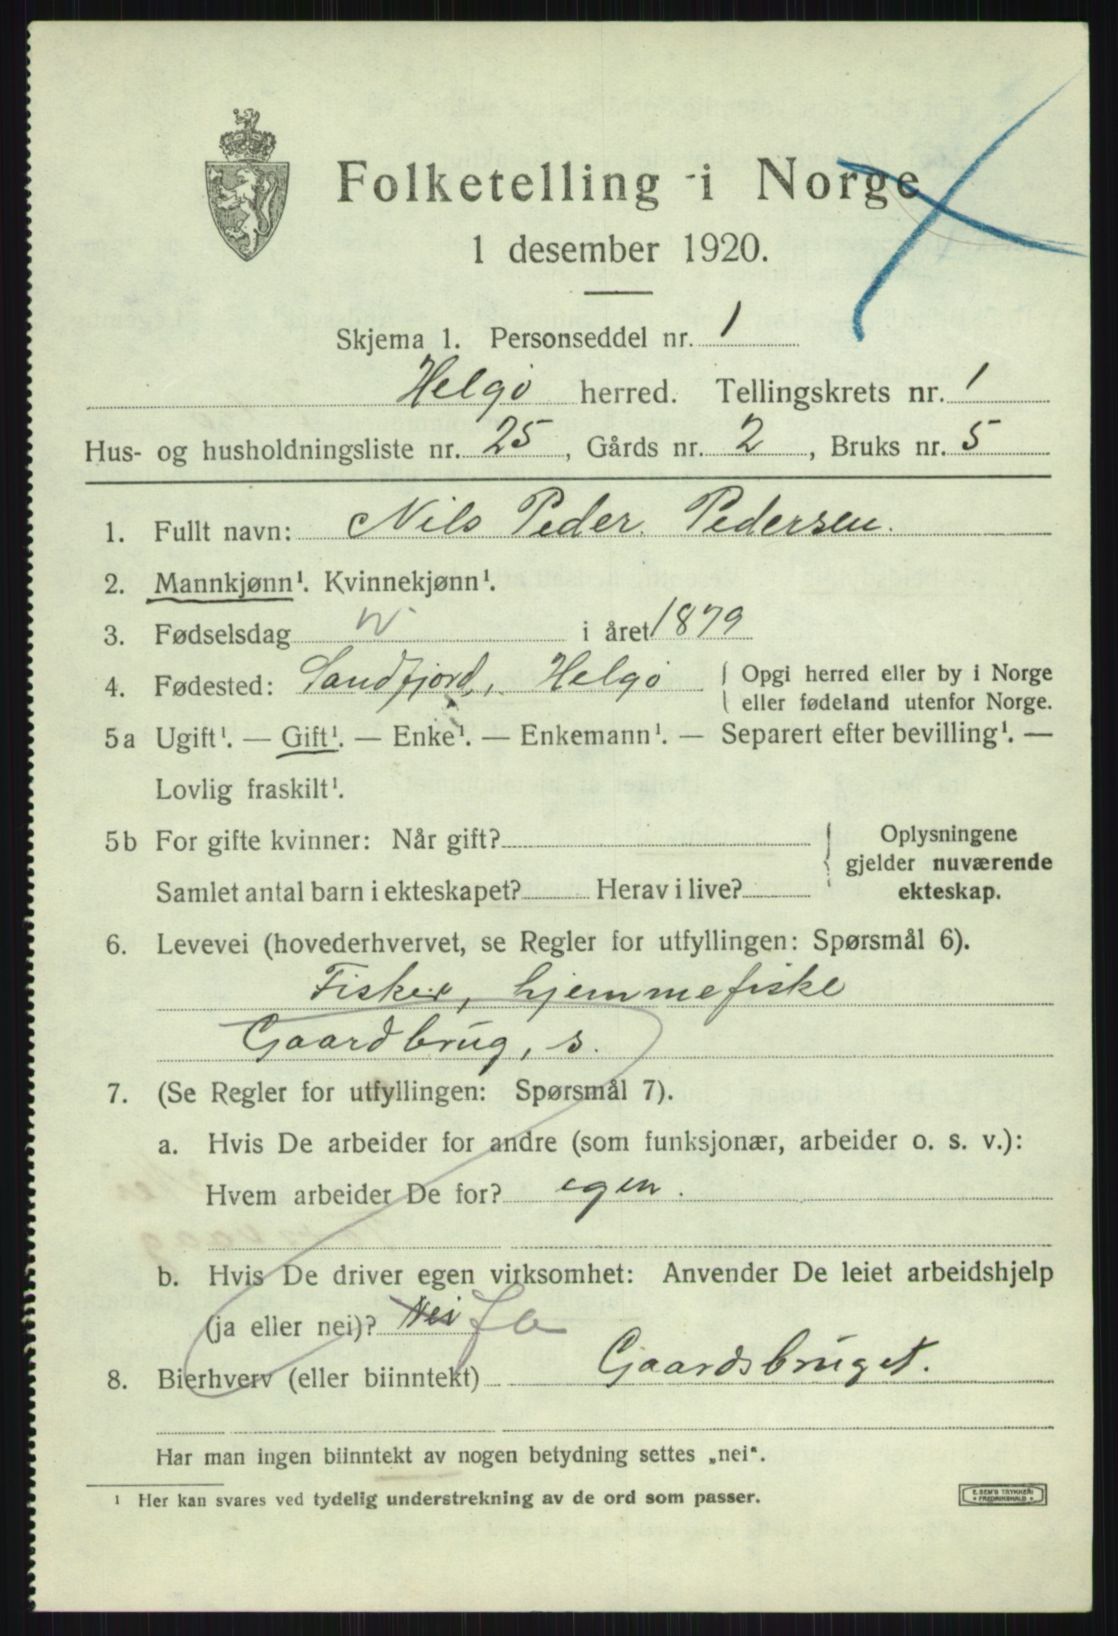 Folketelling i Norge
1 desember 1920.
Skjema 1. Personseddel nr. 1
Helgö herred. Tellingskrets nr. 1
Hus- og husholdningsliste nr. 25, Gårds nr. 2, Bruks nr. 5
1. Fullt navn: Nils Peder Pedersen.
2. Mannkjønn¹. Kvinnekjønn¹.
3. Fødselsdag i året 1879
4. Fødested: Sandfjord, Helgö { Opgi herred eller by i Norge
eller fødeland utenfor Norge.
5a Ugift¹. — Gift¹. — Enke¹. — Enkemann¹. — Separert efter bevilling¹. —
Lovlig fraskilt¹.
5b For gifte kvinner: Når gift? { Oplysningene
gjelder nuværende
Samlet antal barn i ekteskapet? Herav i live? ekteskap.
6. Levevei (hovederhvervet, se Regler for utfyllingen: Spørsmål 6).
Fisker, hjemmefiske
Gaardbrug, s.
7. (Se Regler for utfyllingen: Spørsmål 7).
a. Hvis De arbeider for andre (som funksjonær, arbeider o. s. v.):
Hvem arbeider De for? egen.
b. Hvis De driver egen virksomhet: Anvender De leiet arbeidshjelp
(ja eller nei)? Nei Ja
8. Bierhverv (eller biinntekt) Gaardsbruget.
Har man ingen biinntekt av nogen betydning settes „nei".
¹ Her kan svares ved tydelig understrekning av de ord som passer.
E. SEM'S TRYKKERI
FREDRIKSHALD